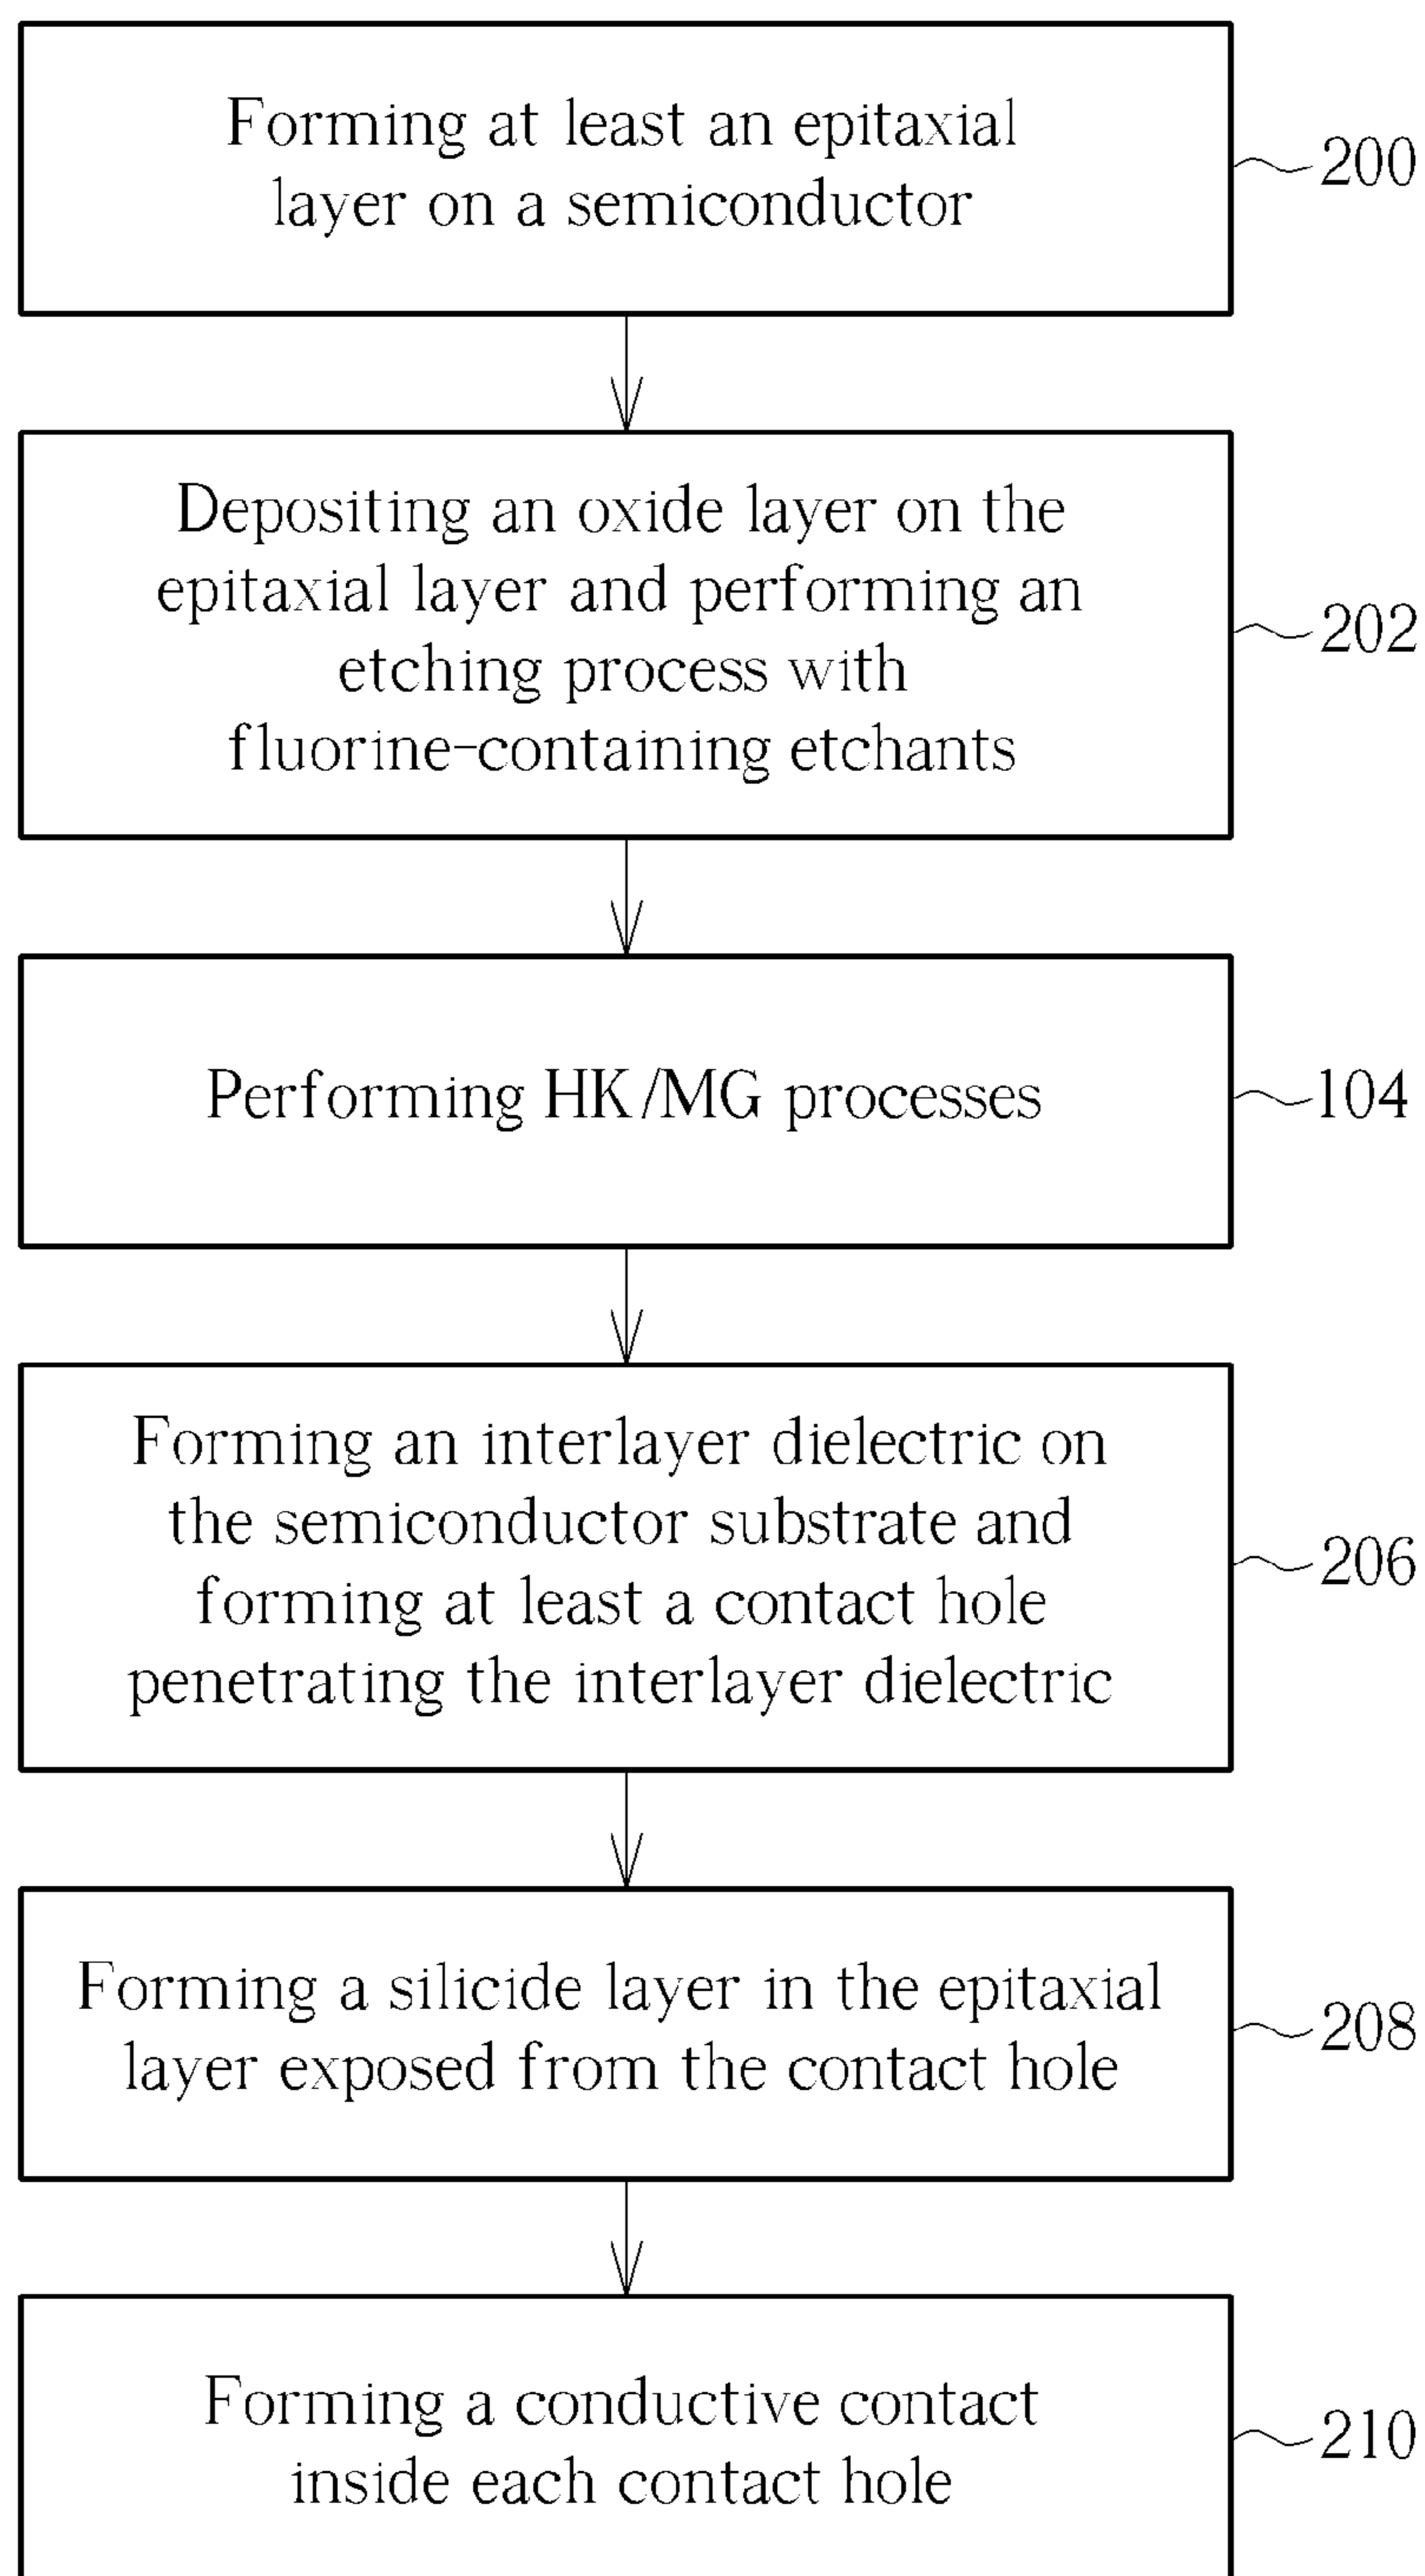 Forming at least an epitaxial
layer on a semiconductor
200
Depositing an oxide layer on the
epitaxial layer and performing an
etching process with
fluorine-containing etchants
202
Performing HK/MG processes
104
Forming an interlayer dielectric on
the semiconductor substrate and
forming at least a contact hole
penetrating the interlayer dielectric
206
Forming a silicide layer in the epitaxial
layer exposed from the contact hole
208
Forming a conductive contact
inside each contact hole
210